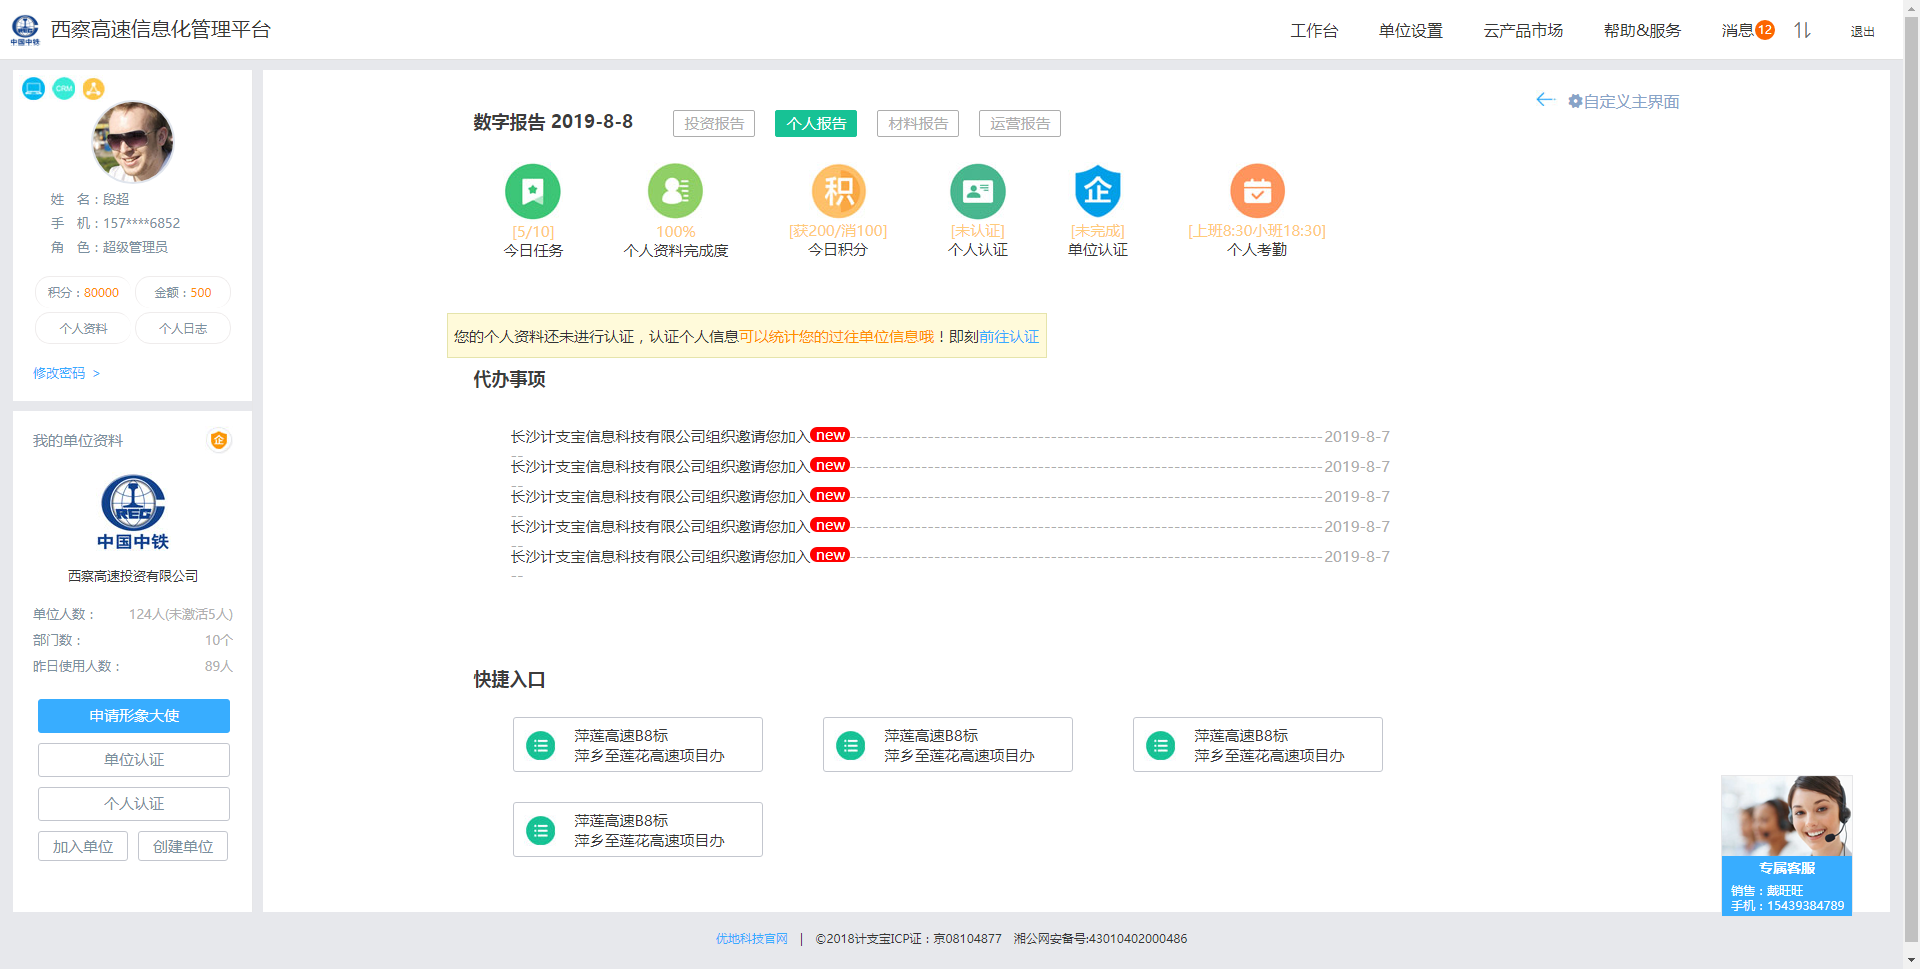 西察高速信息化管理平台
工作台 单位设置 云产品市场 帮助&服务 消息 12 退出
中国中铁
CRM
姓 名：段超
手 机：157****6852
角 色：超级管理员
积分：80000 金额：500
个人资料 个人日志
修改密码 >
我的单位资料
企
CREC
中国中铁
西察高速投资有限公司
单位人数： 124人(未激活5人)
部门数： 10个
昨日使用人数： 89人
申请形象大使
单位认证
个人认证
加入单位 创建单位
自定义主界面
数字报告 2019-8-8 投资报告 个人报告 材料报告 运营报告
积 企
[5/10] 100% [获200/消100] [未认证] [未完成] [上班8:30小班18:30]
今日任务 个人资料完成度 今日积分 个人认证 单位认证 个人考勤
您的个人资料还未进行认证，认证个人信息可以统计您的过往单位信息哦！即刻前往认证
代办事项
长沙计支宝信息科技有限公司组织邀请您加入 new 2019-8-7
长沙计支宝信息科技有限公司组织邀请您加入 new 2019-8-7
长沙计支宝信息科技有限公司组织邀请您加入 new 2019-8-7
长沙计支宝信息科技有限公司组织邀请您加入 new 2019-8-7
长沙计支宝信息科技有限公司组织邀请您加入 new 2019-8-7
快捷入口
萍莲高速B8标
萍乡至莲花高速项目办
萍莲高速B8标
萍乡至莲花高速项目办
萍莲高速B8标
萍乡至莲花高速项目办
萍莲高速B8标
萍乡至莲花高速项目办
专属客服
销售：戴旺旺
手机：15439384789
优地科技官网 | ©2018计支宝ICP证：京08104877 湘公网安备号:43010402000486